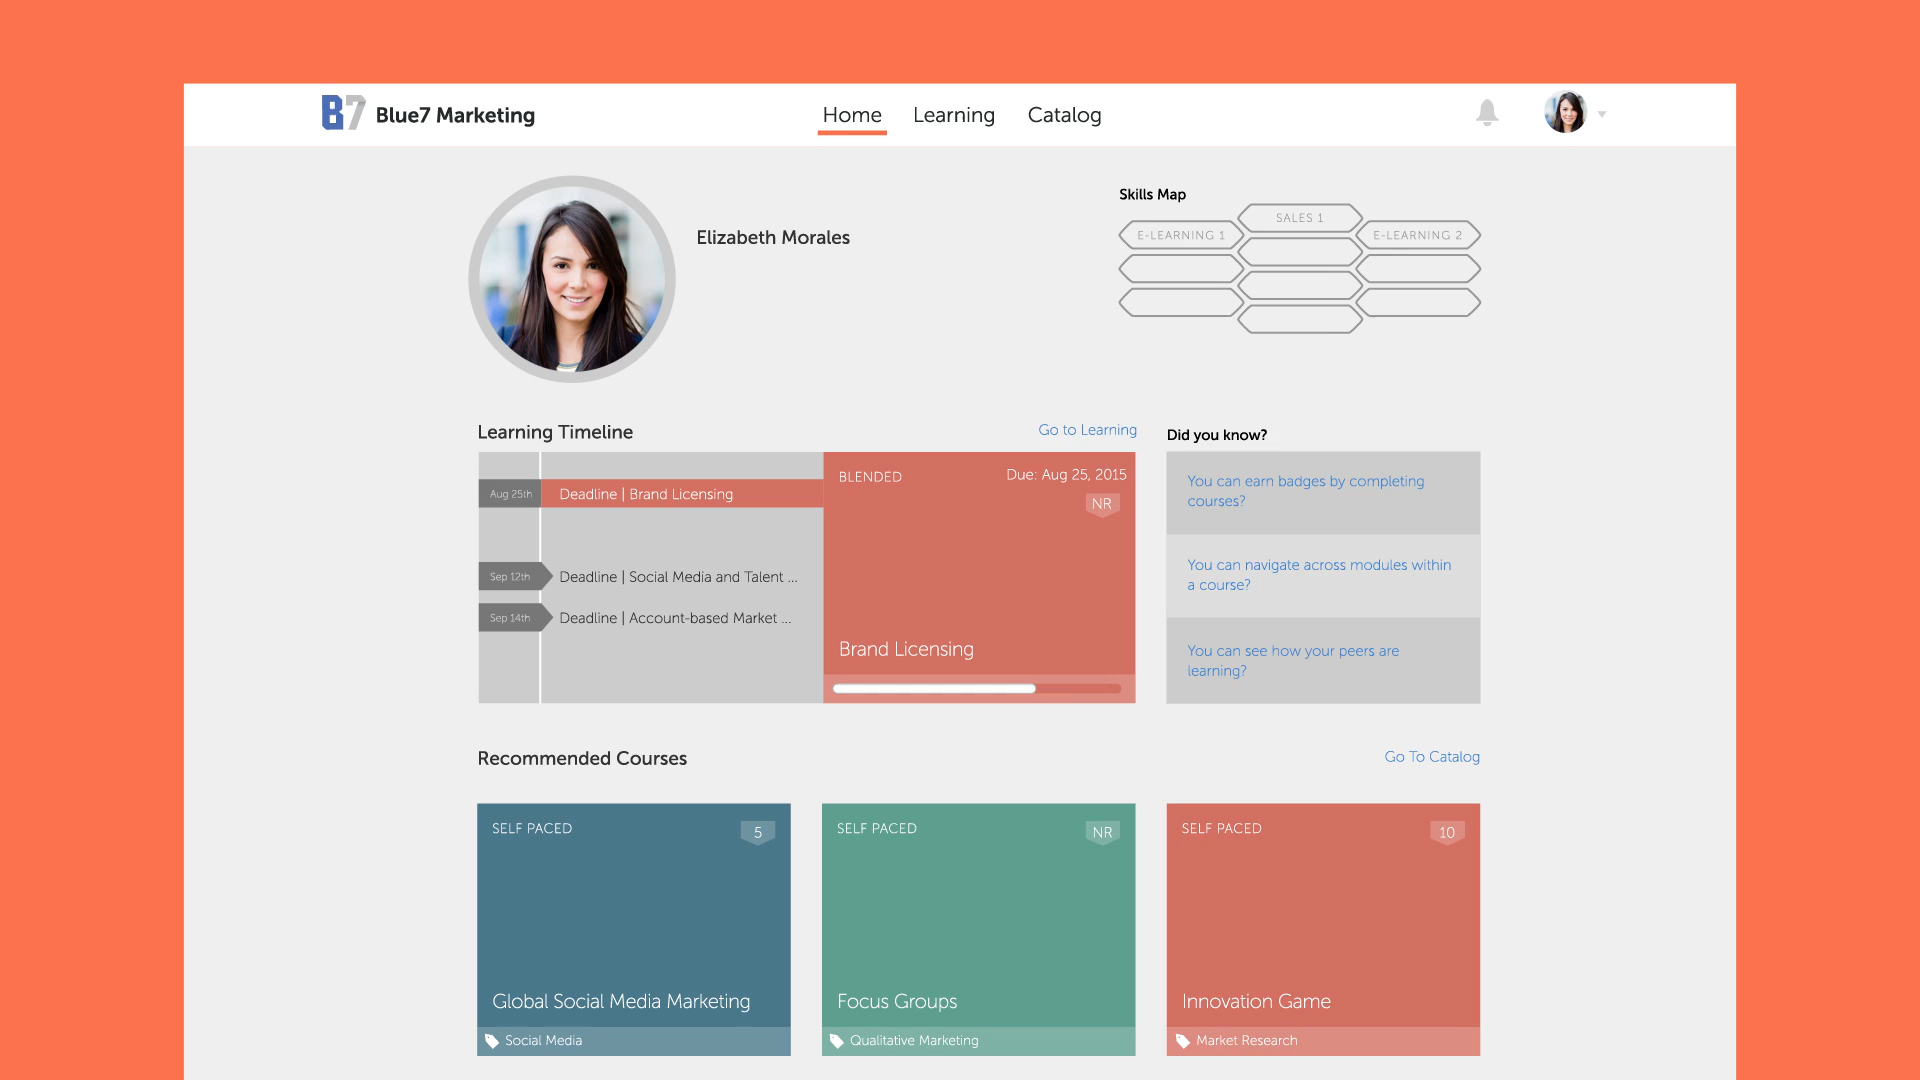 B7 Blue7 Marketing
Home Learning Catalog
Elizabeth Morales
Skills Map
SALES 1
E-LEARNING 1
E-LEARNING 2
Learning Timeline
Go to Learning
Aug 25th
Deadline | Brand Licensing
Sep 12th
Deadline | Social Media and Talent ...
Sep 14th
Deadline | Account-based Market ...
BLENDED
Due: Aug 25, 2015
NR
Brand Licensing
Did you know?
You can earn badges by completing
courses?
You can navigate across modules within
a course?
You can see how your peers are
learning?
Recommended Courses
Go To Catalog
SELF PACED
5
Global Social Media Marketing
Social Media
SELF PACED
NR
Focus Groups
Qualitative Marketing
SELF PACED
10
Innovation Game
Market Research